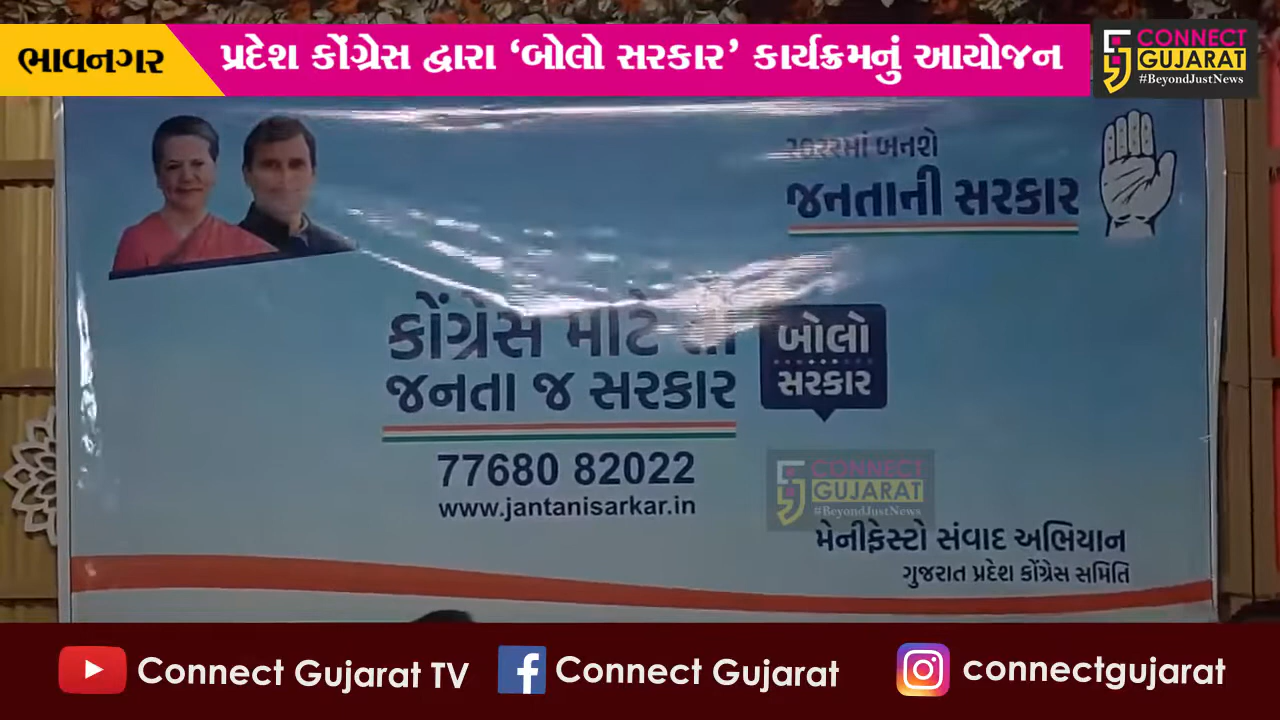 ભાવનગર
પ્રદેશ કોંગ્રેસ દ્વારા ‘બોલો સરકાર’ કાર્યક્રમનું આયોજન
CONNECT
GUJARAT
#BeyondJustNews
૨૦૨૨માં બનશે
જનતાની સરકાર
કોંગ્રેસ માટે તો
જનતા જ સરકાર
બોલો
સરકાર
77680 82022
www.jantanisarkar.in
CONNECT
GUJARAT
#BeyondJustNews
મેનીફેસ્ટો સંવાદ અભિયાન
ગુજરાત પ્રદેશ કોંગ્રેસ સમિતિ
Connect Gujarat TV
Connect Gujarat
connectgujarat